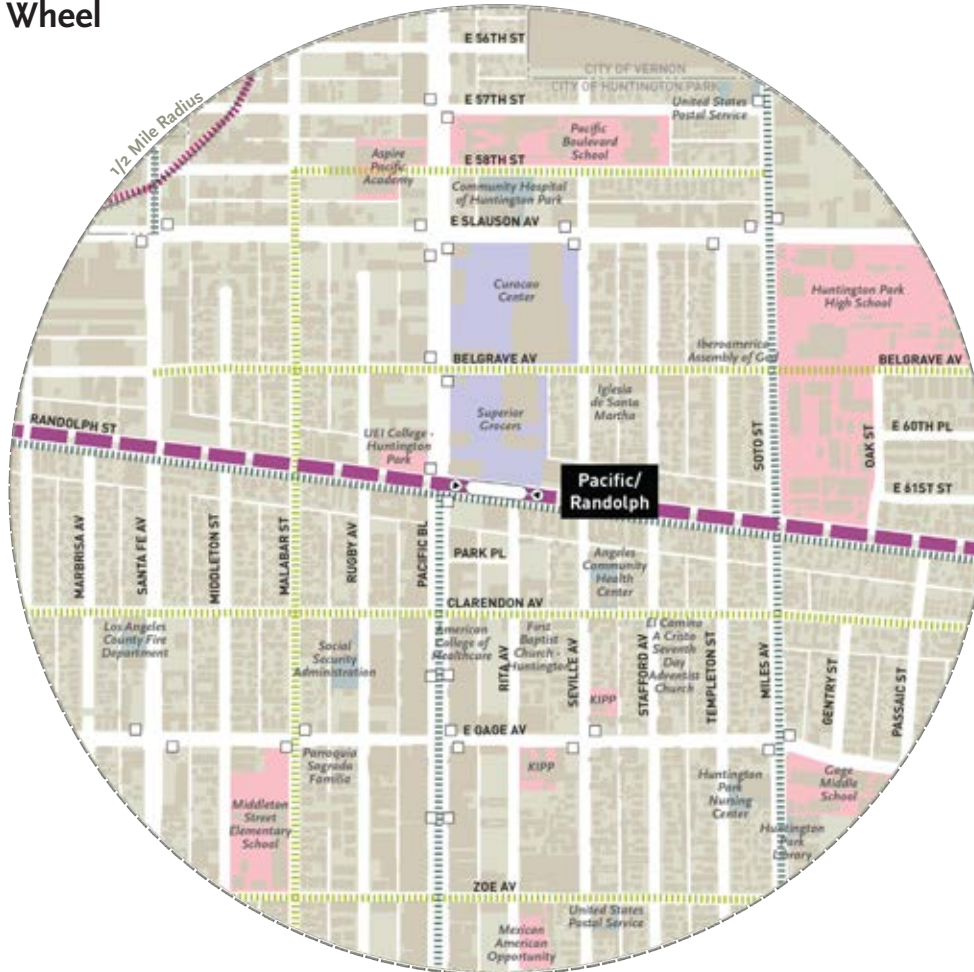 Wheel
E 56TH ST
CITY OF VERNON
CITY OF HUNTINGTON PARK
1/2 Mile Radius
E 57TH ST
United States
Postal Service
Pacific
Boulevard
School
Aspire
Pacific
Academy
E 58TH ST
Community Hospital
of Huntington Park
E SLAUSON AV
Curacao
Center
Huntington Park
High School
Iberoamerica
Assembly of God
BELGRAVE AV
BELGRAVE AV
Iglesia
de Santa
Martha
Superior
Grocers
RANDOLPH ST
UEI College -
Huntington
Park
SOTO ST
OAK ST
E 60TH PL
E 61ST ST
Pacific/
Randolph
MARBRISA AV
SANTA FE AV
MIDDLETON ST
MALABAR ST
RUGBY AV
PACIFIC BL
PARK PL
Angeles
Community
Health
Center
CLARENDON AV
Los Angeles
County Fire
Department
Social
Security
Administration
American
College of
Healthcare
RITA AV
First
Baptist
Church -
Huntington
SEVILLE AV
KIPP
STAFFORD AV
El Camino
A Cristo
Seventh
Day
Adventist
Church
TEMPLETON ST
MILES AV
GENTRY ST
PASSAIC ST
E GAGE AV
Parroquia
Sagrada
Familia
KIPP
Huntington
Park
Nursing
Center
Gage
Middle
School
Middleton
Street
Elementary
School
Huntington
Park
Library
ZOE AV
United States
Postal Service
Mexican
American
Opportunity